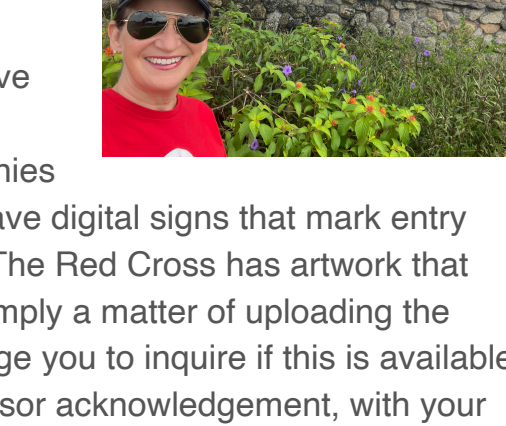 ve
nies
ave digital signs that mark entry
The Red Cross has artwork that
mply a matter of uploading the
ge you to inquire if this is available
sor acknowledgement, with your